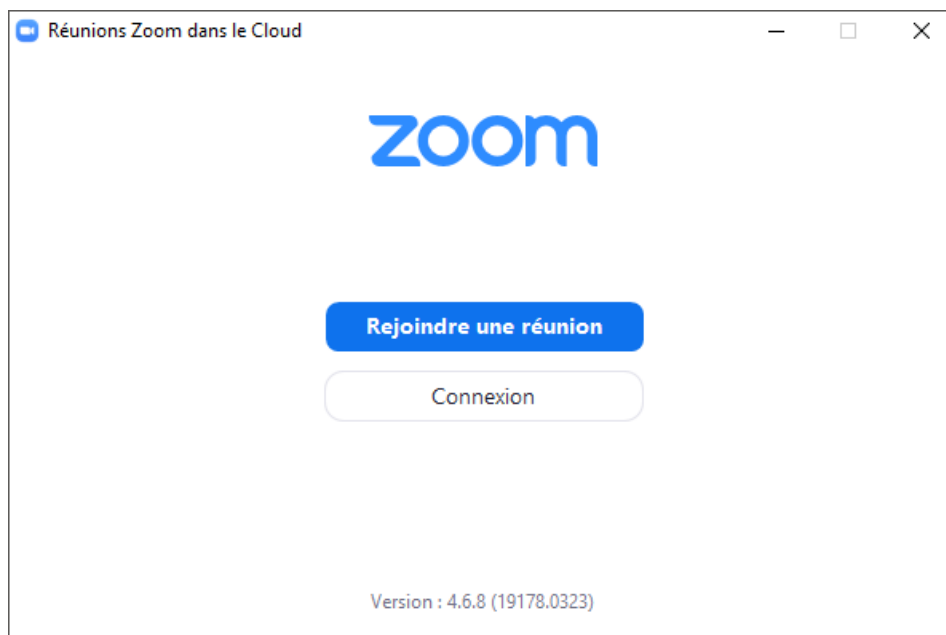 Réunions Zoom dans le Cloud
zoom
Rejoindre une réunion
Connexion
Version : 4.6.8 (19178.0323)